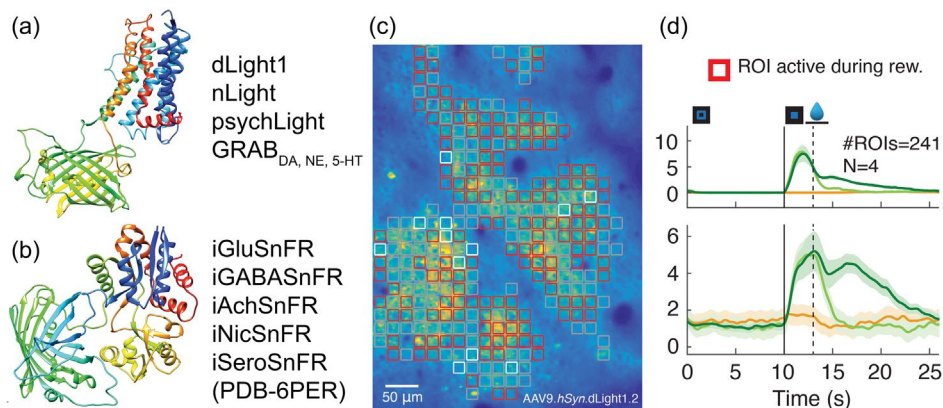 (a)
dLight1
nLight
psychLight
GRAB DA, NE, 5-HT
(b)
iGluSnFR
iGABASnFR
iAchSnFR
iNicSnFR
iSeroSnFR
(PDB-6PER)
(c)
50 µm
AAV9.hSyn.dLight1.2
(d)
ROI active during rew.
#ROIs=241
N=4
10
5
0
6
4
2
0
0 5 10 15 20 25
Time (s)